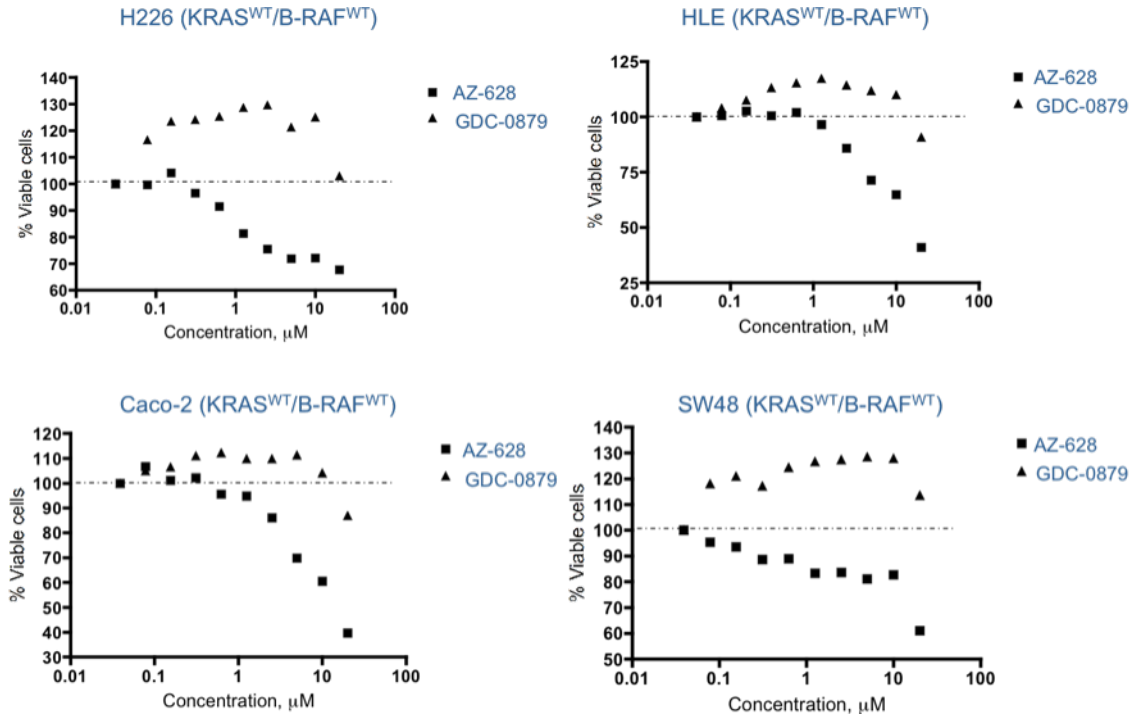 H226 (KRASWT/B-RAFWT)
140
130
120
110
100
90
80
70
60
% Viable cells
0.01
0.1
1
10
100
Concentration, μM
AZ-628
GDC-0879
HLE (KRASWT/B-RAFWT)
125
100
75
50
25
% Viable cells
0.01
0.1
1
10
100
Concentration, μM
AZ-628
GDC-0879
Caco-2 (KRASWT/B-RAFWT)
120
110
100
90
80
70
60
50
40
30
% Viable cells
0.01
0.1
1
10
100
Concentration, μM
AZ-628
GDC-0879
SW48 (KRASWT/B-RAFWT)
140
130
120
110
100
90
80
70
60
50
% Viable cells
0.01
0.1
1
10
100
Concentration, μM
AZ-628
GDC-0879